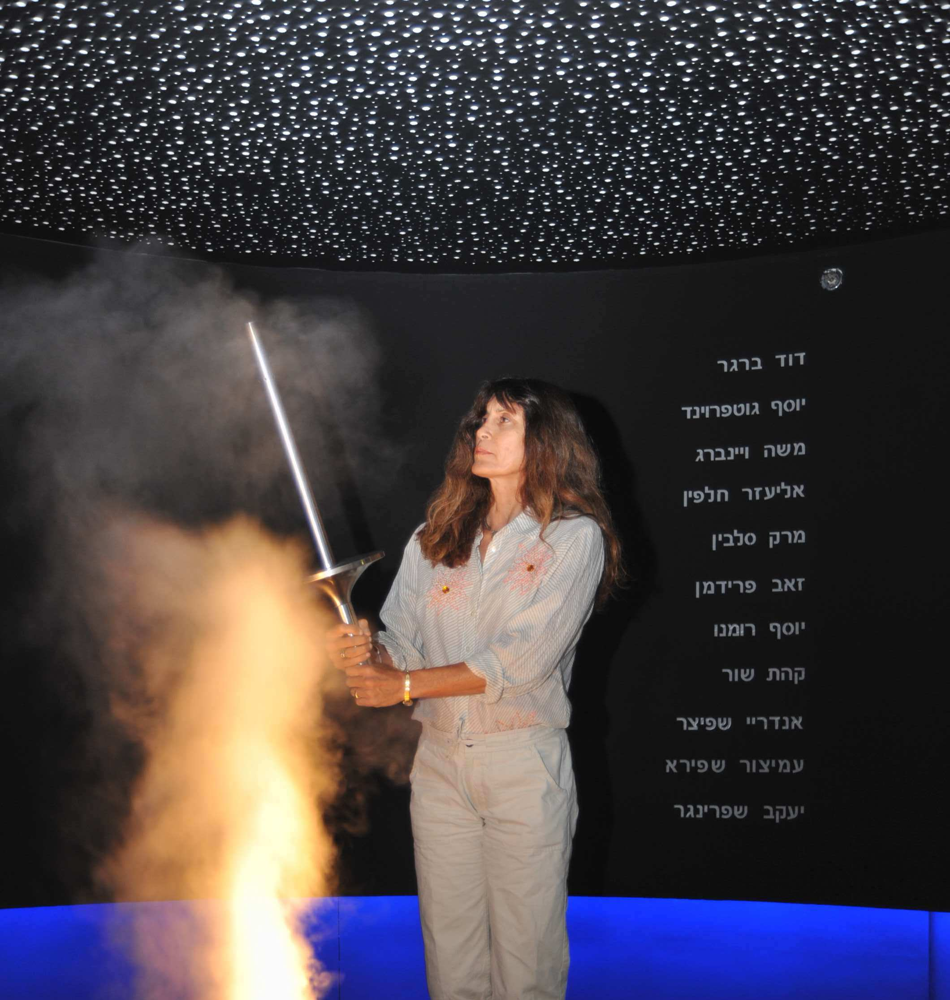 דוד ברגר
יוסף גוטפרוינד
משה ויינברג
אליעזר חלפין
מרק סלבין
זאב פרידמן
יוסף רומנו
קהת שור
אנדריי שפיצר
עמיצור שפירא
יעקב שפרינגר